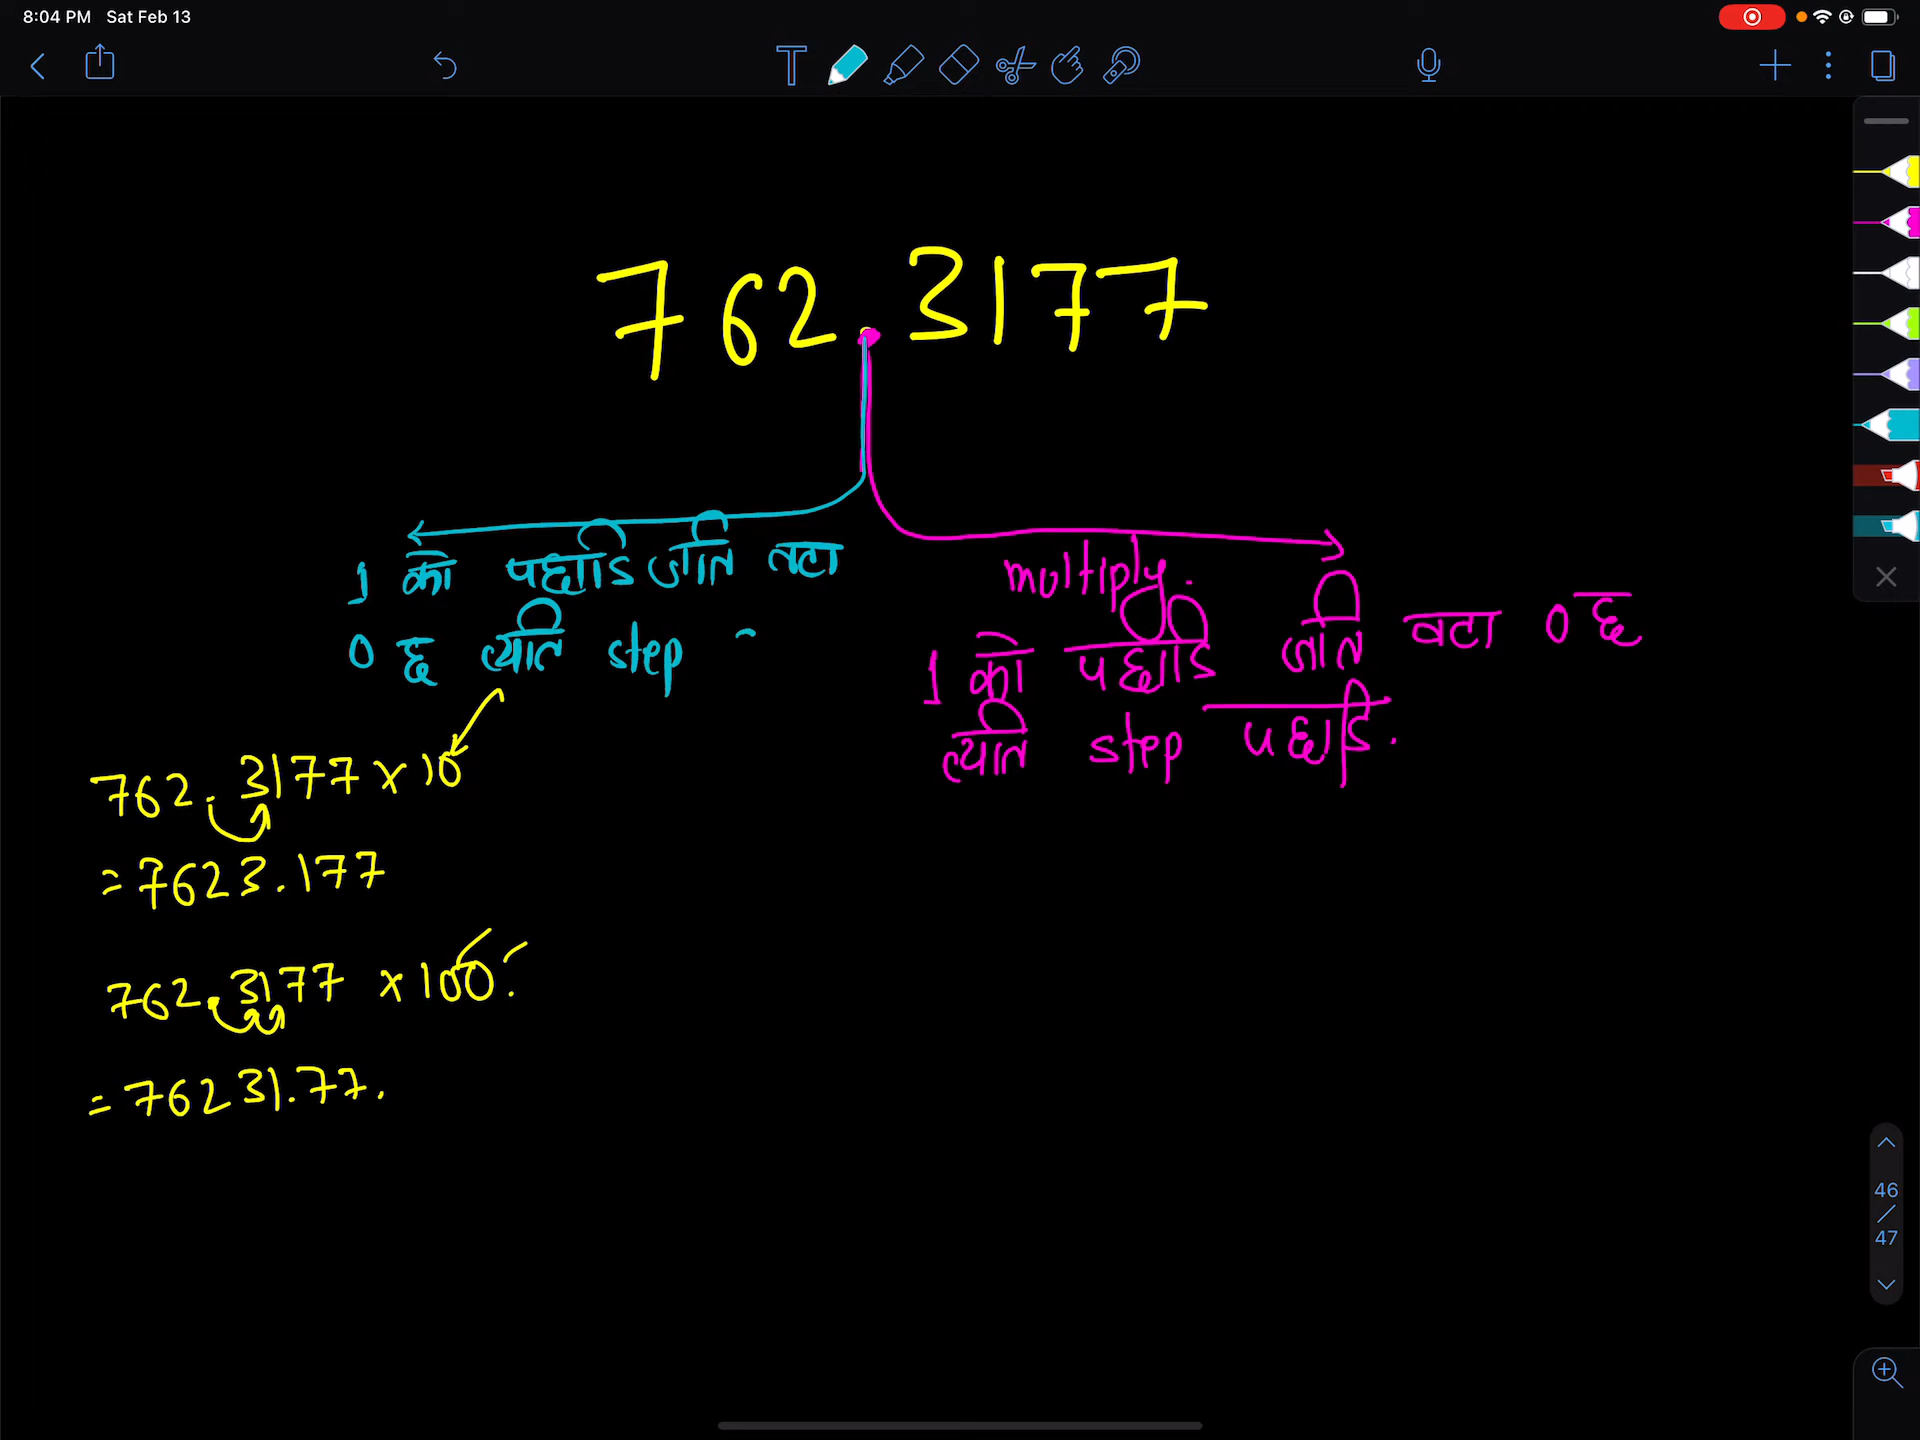 8:04 PM Sat Feb 13
762.3177
1 को पछाडि जति वटा
0 छ त्यति step
multiply.
1 को पछाडि जति वटा 0 छ
त्यति step पछाडि.
762.3177 × 10
= 7623.177
762.3177 × 100
= 76231.77.
46
/
47